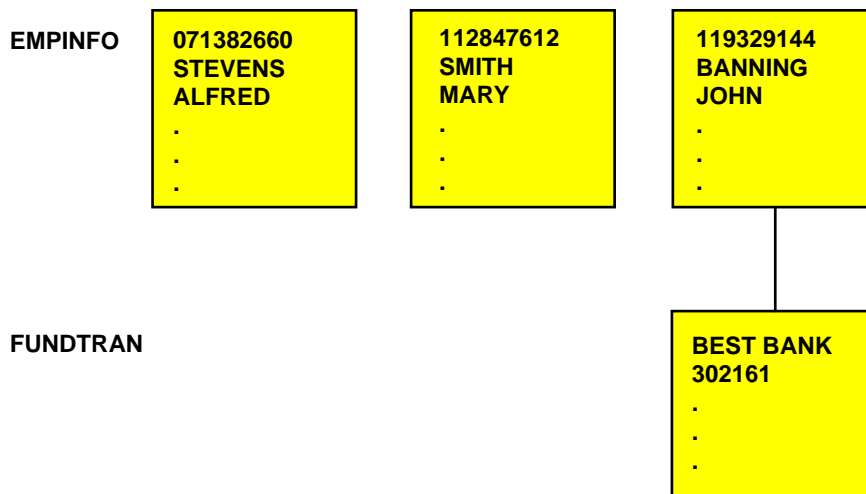 EMPINFO
071382660
STEVENS
ALFRED
.
.
.
112847612
SMITH
MARY
.
.
.
119329144
BANNING
JOHN
.
.
.
FUNDTRAN
BEST BANK
302161
.
.
.